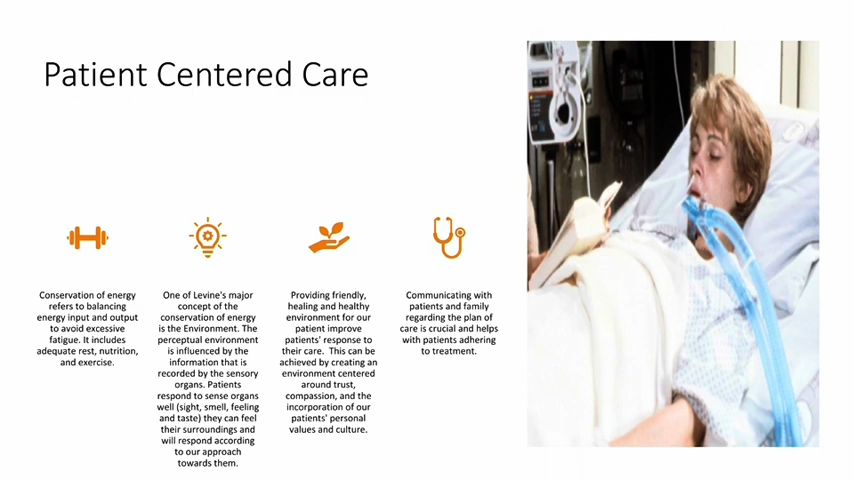 Patient Centered Care
Conservation of energy
refers to balancing
energy input and output
to avoid excessive
fatigue. It includes
adequate rest, nutrition,
and exercise.
One of Levine's major
concept of the
conservation of energy
is the Environment. The
perceptual environment
is influenced by the
information that is
recorded by the sensory
organs. Patients
respond to sense organs
well (sight, smell, feeling
and taste) they can feel
their surroundings and
will respond according
to our approach
towards them.
Providing friendly,
healing and healthy
environment for our
patient improve
patients' response to
their care.  This can be
achieved by creating an
environment centered
around trust,
compassion, and the
incorporation of our
patients' personal
values and culture.
Communicating with
patients and family
regarding the plan of
care is crucial and helps
with patients adhering
to treatment.